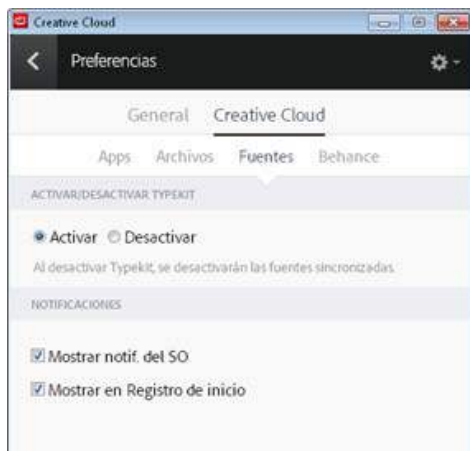 Creative Cloud
Preferencias
General Creative Cloud
Apps Archivos Fuentes Behance
ACTIVAR/DESACTIVAR TYPEKIT
Activar Desactivar
Al desactivar Typekit, se desactivarán las fuentes sincronizadas.
NOTIFICACIONES
Mostrar notif. del SO
Mostrar en Registro de inicio